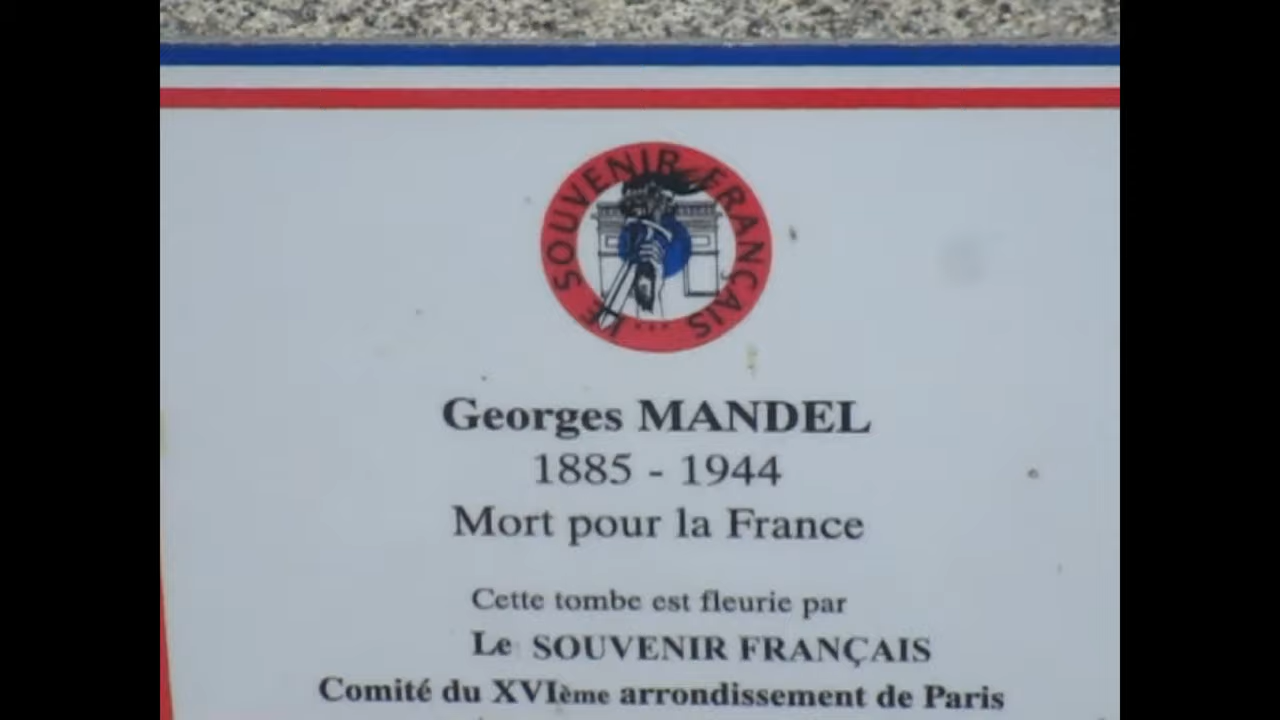 LE SOUVENIR FRANÇAIS ...
Georges MANDEL
1885 - 1944
Mort pour la France
Cette tombe est fleurie par
Le SOUVENIR FRANÇAIS
Comité du XVIème arrondissement de Paris